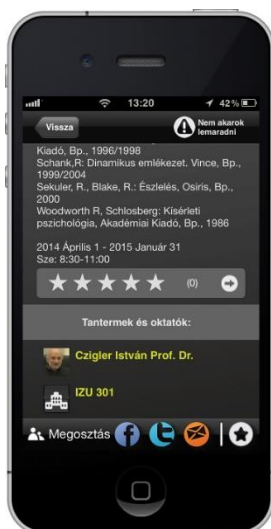 13:20
42%
Vissza
Nem akarok
lemaradni
Kiadó, Bp., 1996/1998
Schank,R: Dinamikus emlékezet. Vince, Bp.,
1999/2004
Sekuler, R., Blake, R.: Észlelés, Osiris, Bp.,
2000
Woodworth R, Schlosberg: Kísérleti
pszichológia, Akadémiai Kiadó, Bp., 1986
2014 Április 1 - 2015 Január 31
Sze: 8:30-11:00
(0)
Tantermek és oktatók:
Czigler István Prof. Dr.
IZU 301
Megosztás